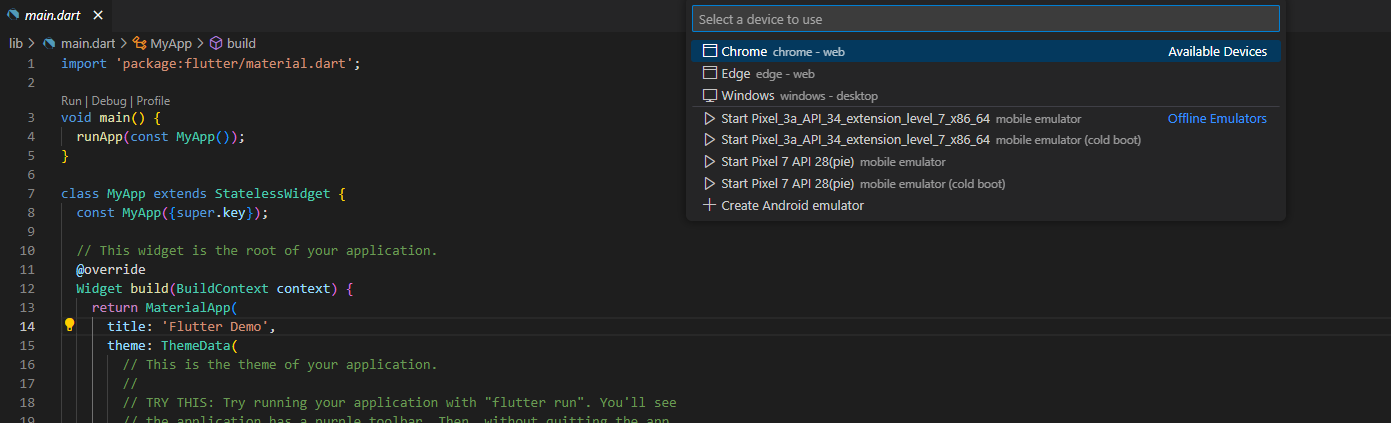 main.dart
lib > main.dart > MyApp > build
1 import 'package:flutter/material.dart';
2
Run | Debug | Profile
3 void main() {
4 runApp(const MyApp());
5 }
6
7 class MyApp extends StatelessWidget {
8 const MyApp({super.key});
9
10 // This widget is the root of your application.
11 @override
12 Widget build(BuildContext context) {
13 return MaterialApp(
14 title: 'Flutter Demo',
15 theme: ThemeData(
16 // This is the theme of your application.
17 //
18 // TRY THIS: Try running your application with "flutter run". You'll see
19 // the application has a purple toolbar. Then, without quitting the app,
Select a device to use
Chrome chrome - web Available Devices
Edge edge - web
Windows windows - desktop
Start Pixel_3a_API_34_extension_level_7_x86_64 mobile emulator Offline Emulators
Start Pixel_3a_API_34_extension_level_7_x86_64 mobile emulator (cold boot)
Start Pixel 7 API 28(pie) mobile emulator
Start Pixel 7 API 28(pie) mobile emulator (cold boot)
Create Android emulator